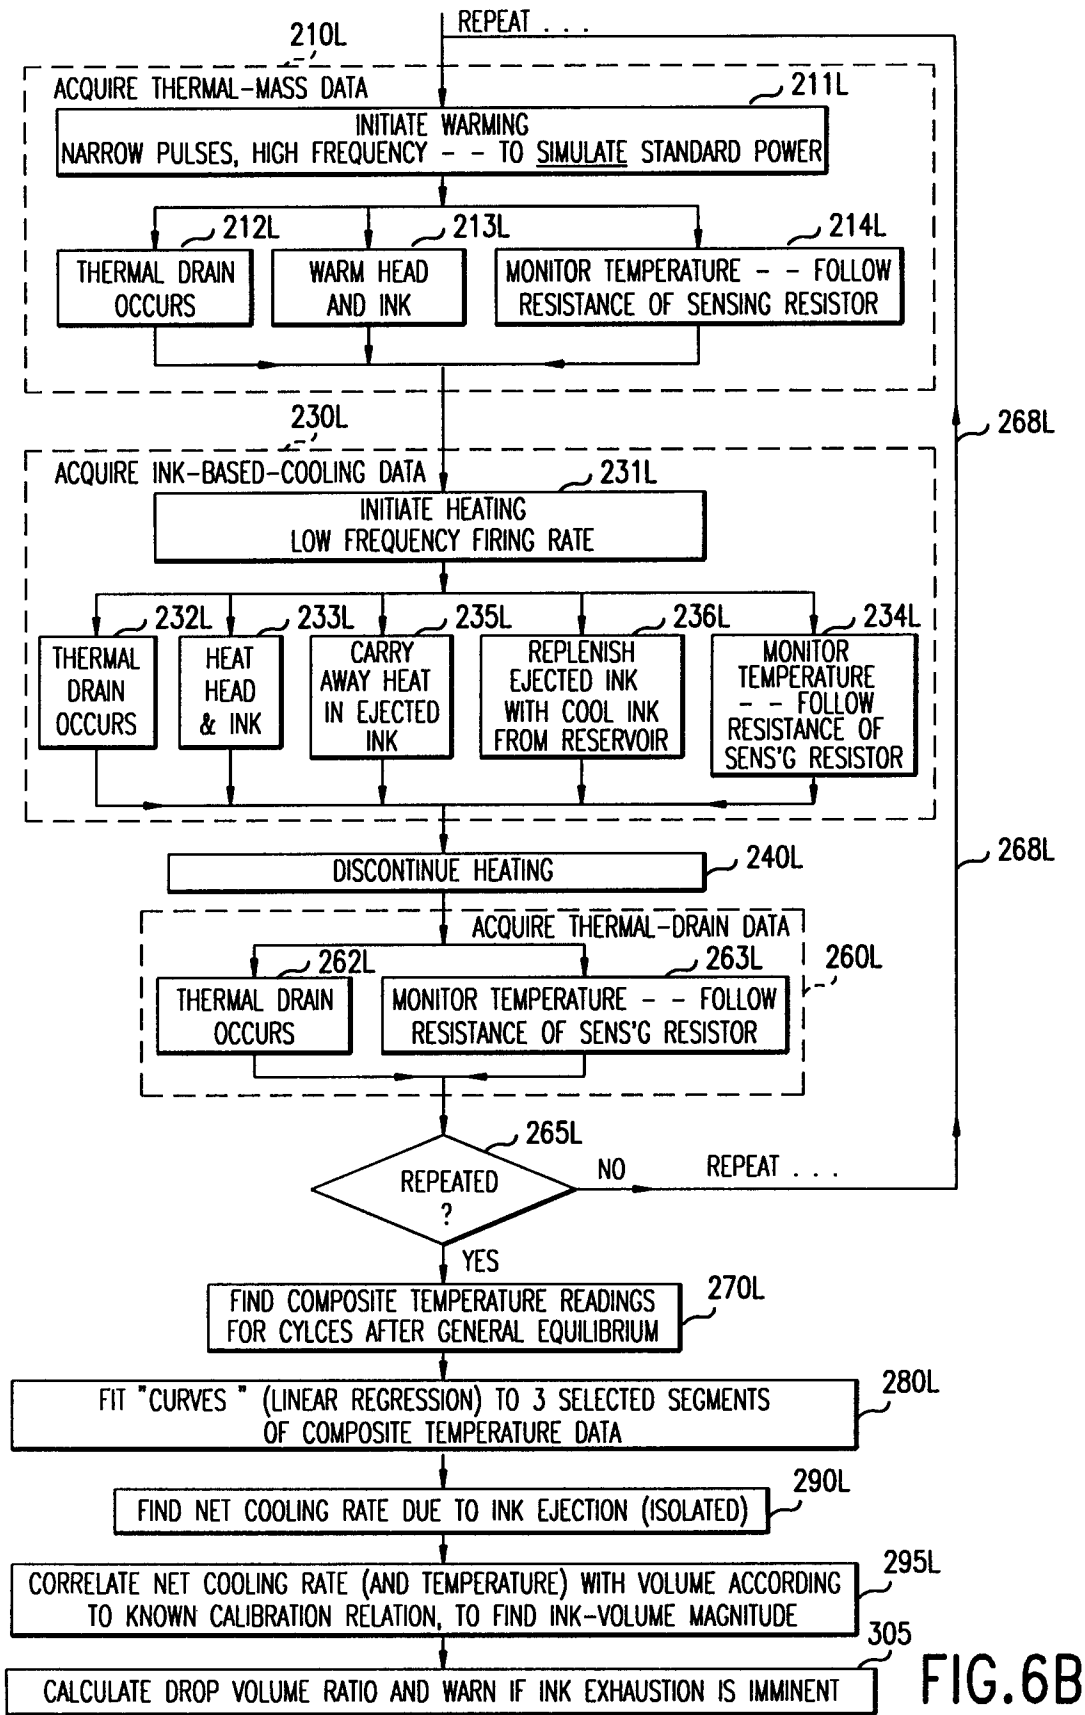 REPEAT . . .
210L
ACQUIRE THERMAL-MASS DATA
211L
INITIATE WARMING
NARROW PULSES, HIGH FREQUENCY - - TO SIMULATE STANDARD POWER
212L
213L
214L
THERMAL DRAIN
OCCURS
WARM HEAD
AND INK
MONITOR TEMPERATURE - - FOLLOW
RESISTANCE OF SENSING RESISTOR
230L
268L
ACQUIRE INK-BASED-COOLING DATA
231L
INITIATE HEATING
LOW FREQUENCY FIRING RATE
232L
233L
235L
236L
234L
THERMAL
DRAIN
OCCURS
HEAT
HEAD
& INK
CARRY
AWAY HEAT
IN EJECTED
INK
REPLENISH
EJECTED INK
WITH COOL INK
FROM RESERVOIR
MONITOR
TEMPERATURE
- - FOLLOW
RESISTANCE OF
SENS'G RESISTOR
DISCONTINUE HEATING
240L
268L
ACQUIRE THERMAL-DRAIN DATA
262L
263L
260L
THERMAL DRAIN
OCCURS
MONITOR TEMPERATURE - - FOLLOW
RESISTANCE OF SENS'G RESISTOR
265L
REPEATED
?
NO
REPEAT . . .
YES
270L
FIND COMPOSITE TEMPERATURE READINGS
FOR CYLCES AFTER GENERAL EQUILIBRIUM
280L
FIT "CURVES " (LINEAR REGRESSION) TO 3 SELECTED SEGMENTS
OF COMPOSITE TEMPERATURE DATA
290L
FIND NET COOLING RATE DUE TO INK EJECTION (ISOLATED)
295L
CORRELATE NET COOLING RATE (AND TEMPERATURE) WITH VOLUME ACCORDING
TO KNOWN CALIBRATION RELATION, TO FIND INK-VOLUME MAGNITUDE
305
CALCULATE DROP VOLUME RATIO AND WARN IF INK EXHAUSTION IS IMMINENT
FIG.6B